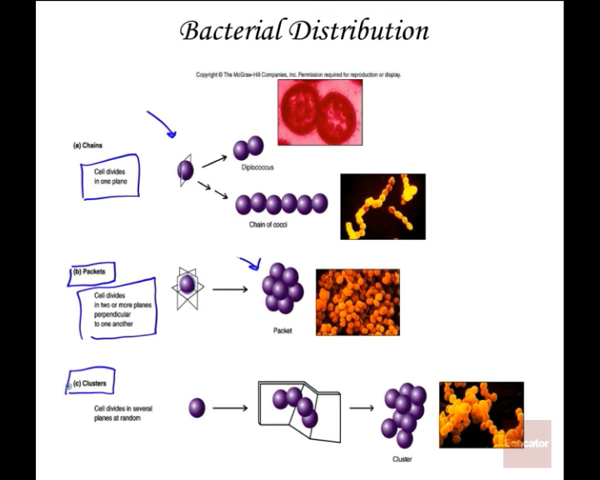 Bacterial Distribution
Copyright © The McGraw-Hill Companies, Inc. Permission required for reproduction or display.
(a) Chains
Cell divides
in one plane
Diplococcus
Chain of cocci
(b) Packets
Cell divides
in two or more planes
perpendicular
to one another
Packet
(c) Clusters
Cell divides in several
planes at random
Cluster
Educator